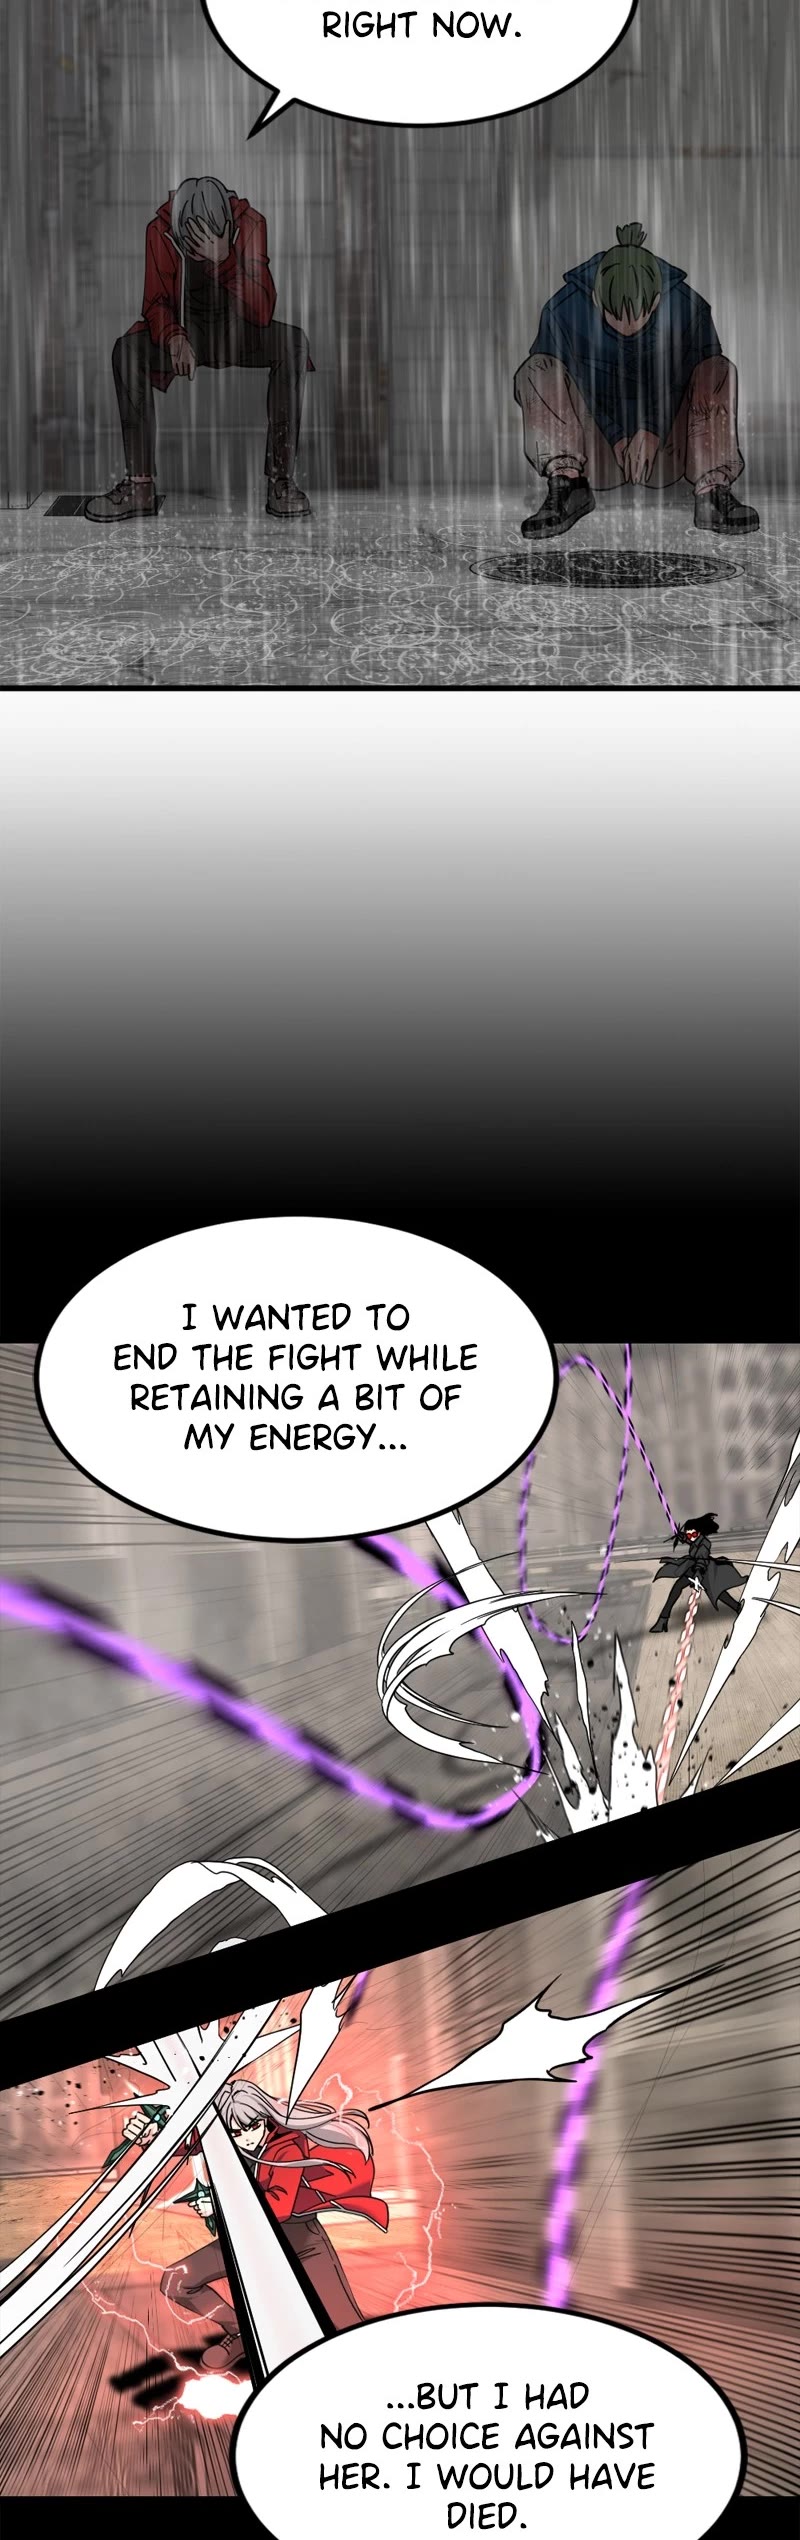 RIGHT NOW.
I WANTED TO
END THE FIGHT WHILE
RETAINING A BIT OF
MY ENERGY...
...BUT I HAD
NO CHOICE AGAINST
HER. I WOULD HAVE
DIED.